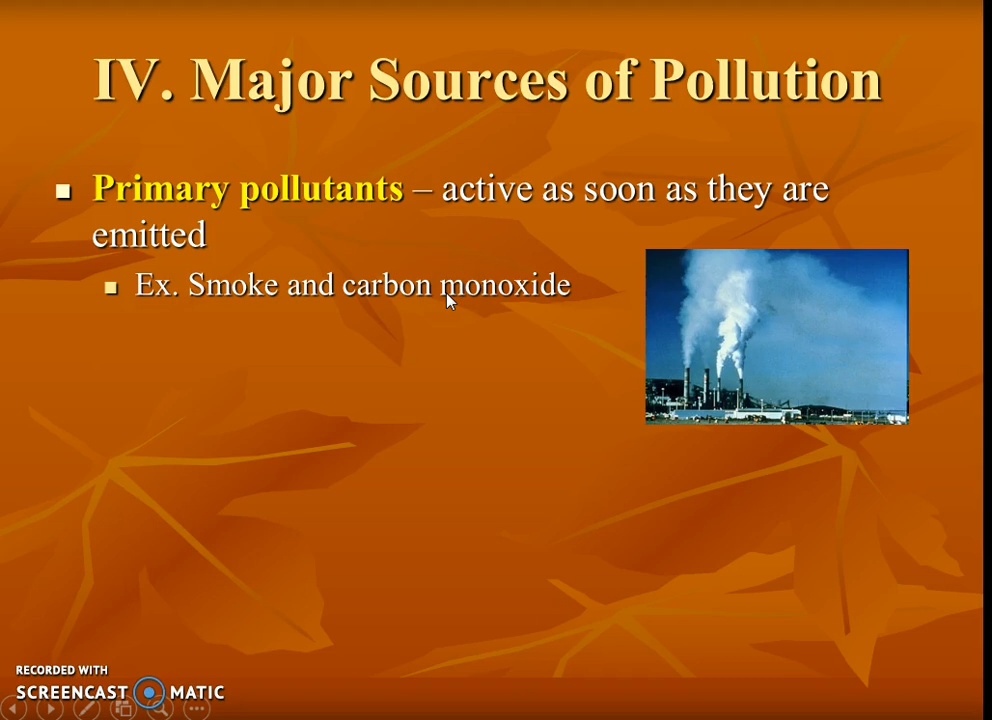 IV. Major Sources of Pollution
Primary pollutants – active as soon as they are
emitted
Ex. Smoke and carbon monoxide
RECORDED WITH
SCREENCAST MATIC